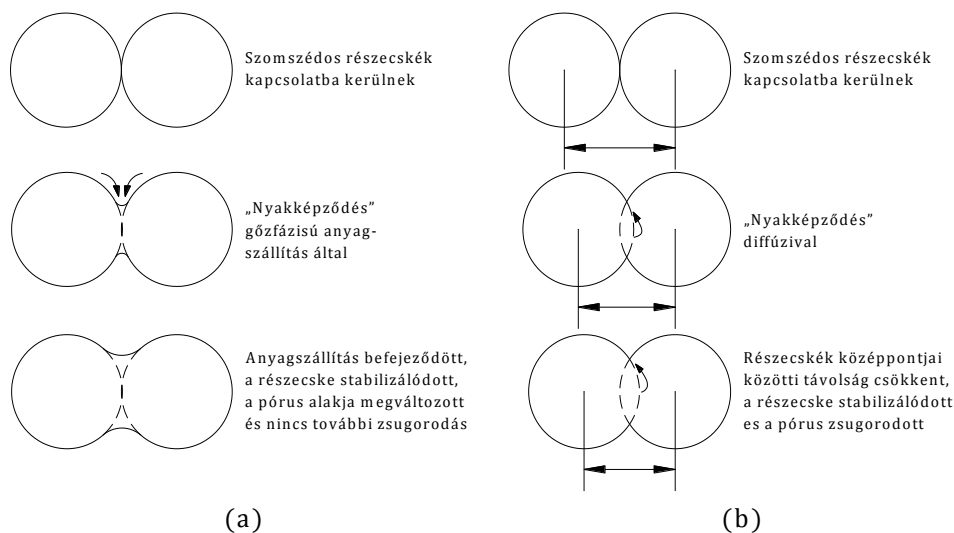 Szomszédos részecskék
kapcsolatba kerülnek
„Nyakképződés”
gőzfázisú anyag-
szállítás által
Anyagszállítás befejeződött,
a részecske stabilizálódott,
a pórus alakja megváltozott
és nincs további zsugorodás
(a)
Szomszédos részecskék
kapcsolatba kerülnek
„Nyakképződés”
diffúzival
Részecskék középpontjai
közötti távolság csökkent,
a részecske stabilizálódott
es a pórus zsugorodott
(b)